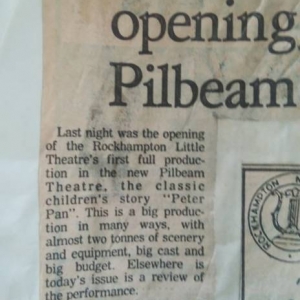 opening,
Pilbeam
Last night was the opening
of the Rockhampton Little
Theatre's first full produc-
tion in the new Pilbeam
Theatre, the classic
children's story "Peter
Pan". This is a big produc-
tion in many ways, with
almost two tonnes of scenery
and equipment, big cast and
big budget. Elsewhere is
today's issue is a review of
the performance.
ROCKHAMPTON